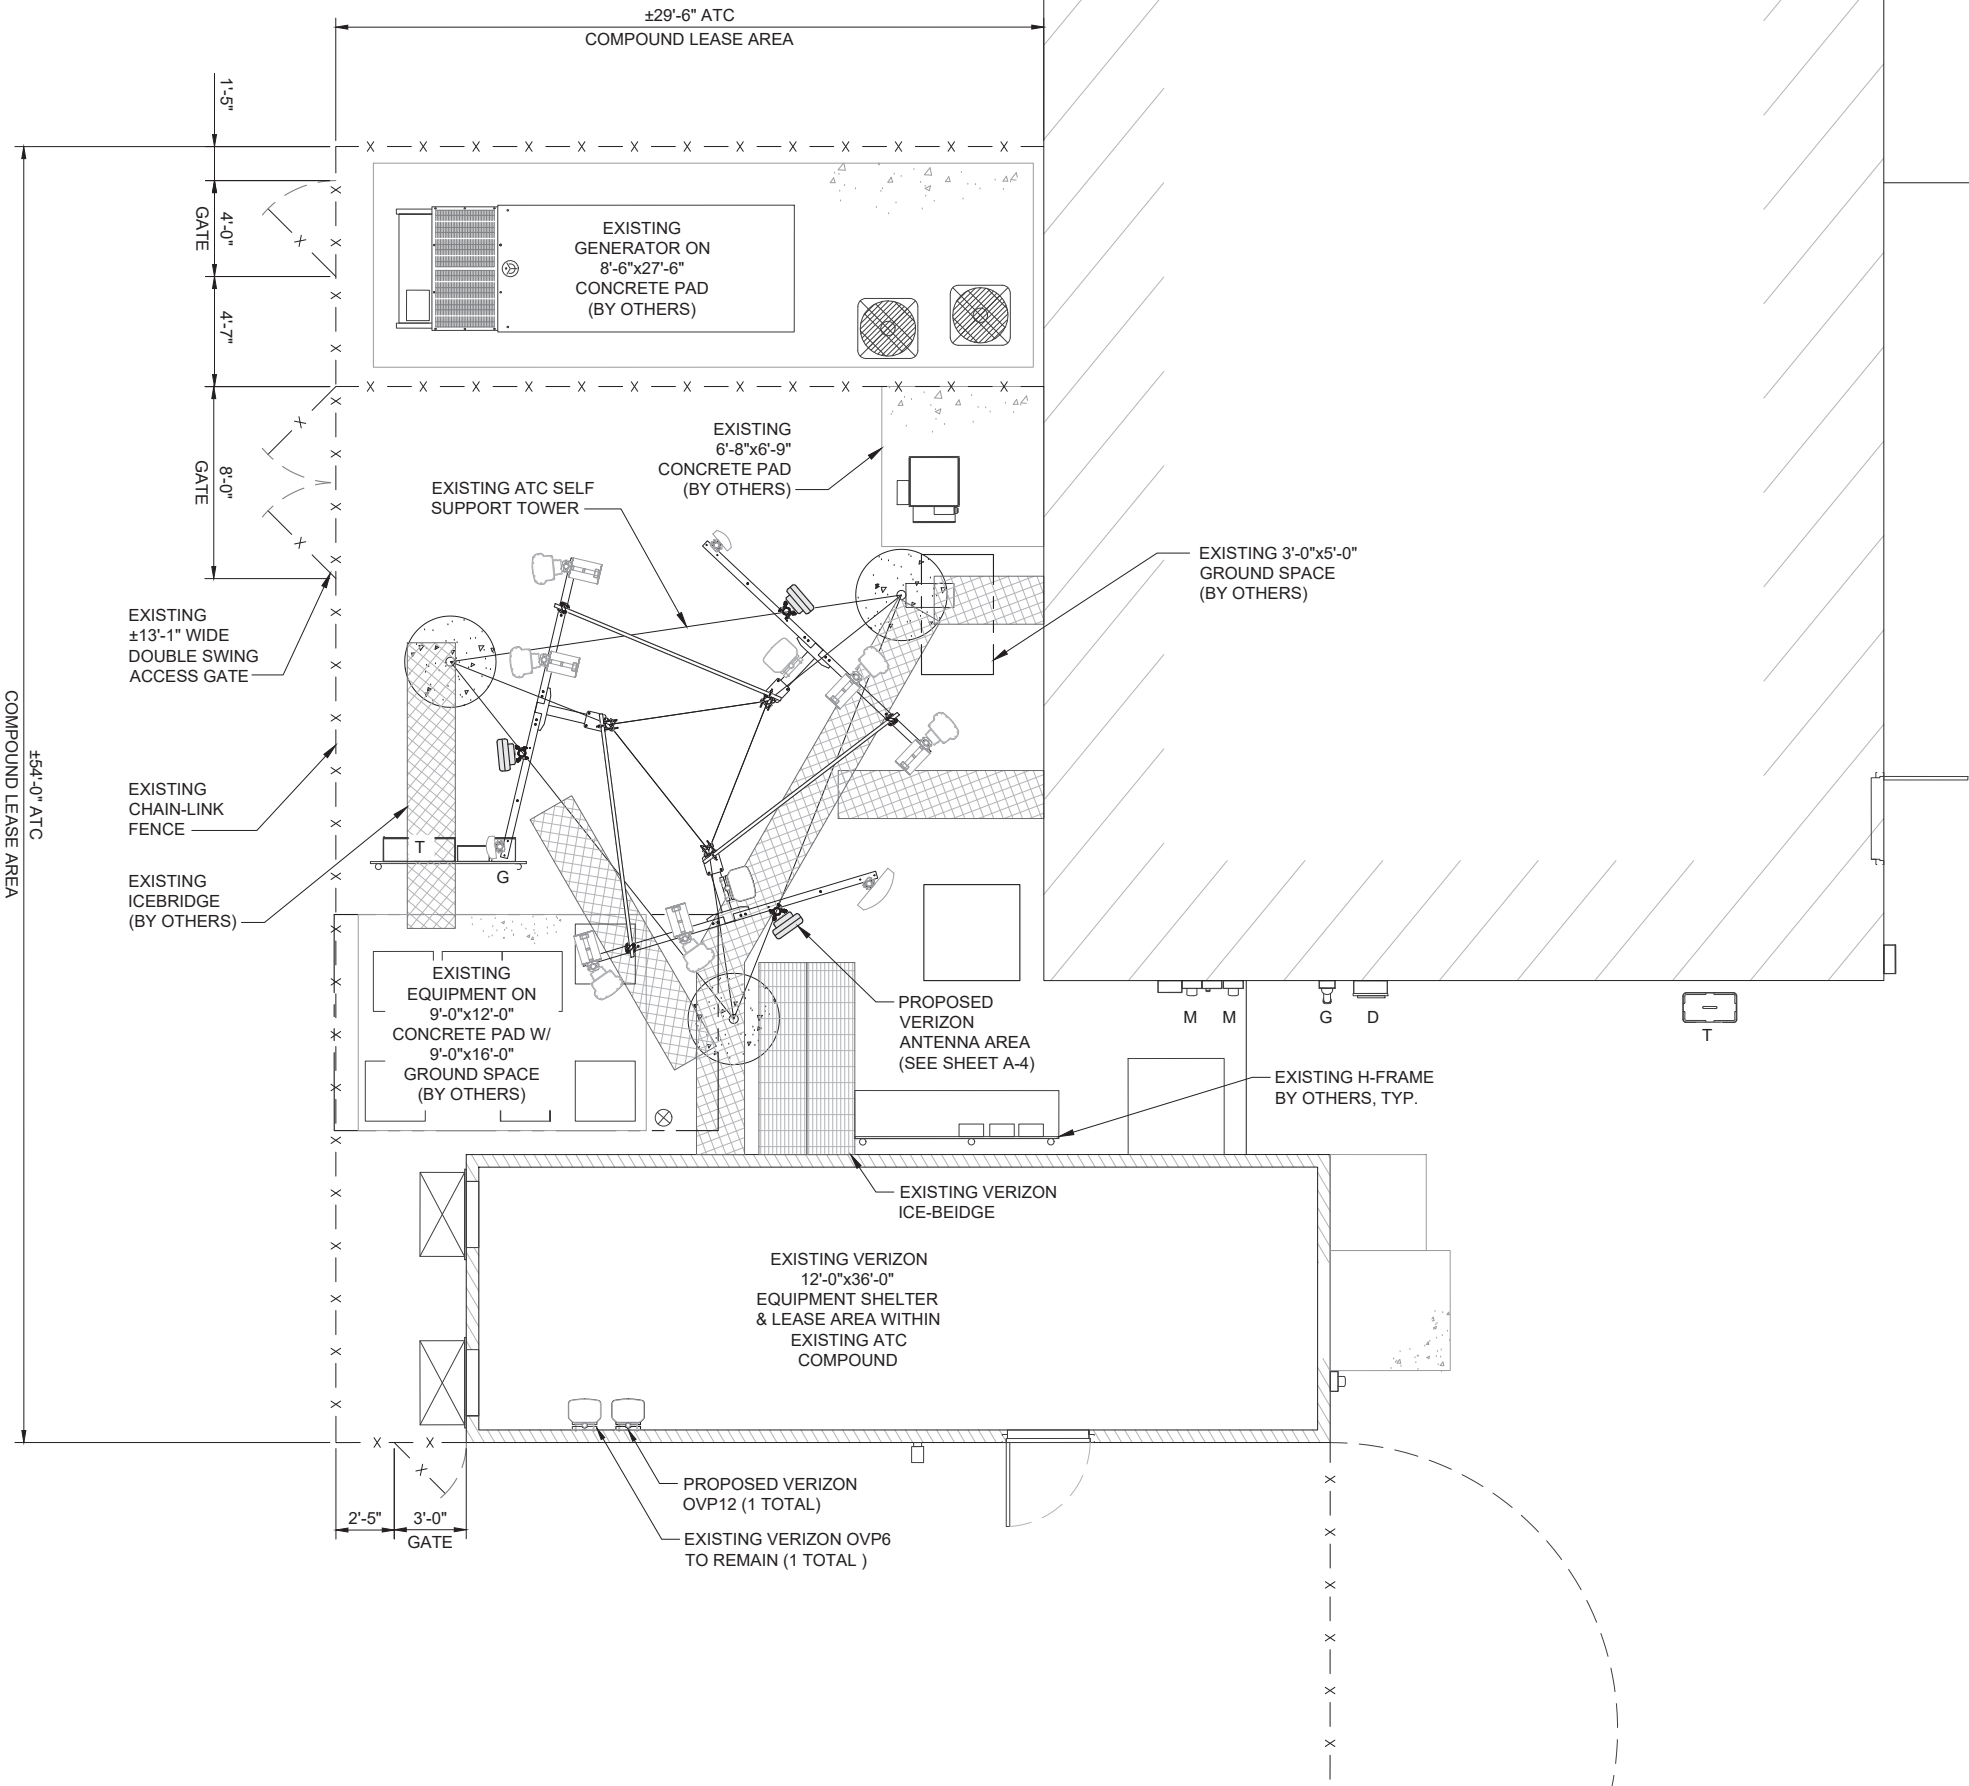 ±29'-6" ATC
COMPOUND LEASE AREA
1'-5"
4'-0"
GATE
4'-7"
8'-0"
GATE
±54'-0" ATC
COMPOUND LEASE AREA
EXISTING
GENERATOR ON
8'-6"x27'-6"
CONCRETE PAD
(BY OTHERS)
EXISTING
6'-8"x6'-9"
CONCRETE PAD
(BY OTHERS)
EXISTING ATC SELF
SUPPORT TOWER
EXISTING 3'-0"x5'-0"
GROUND SPACE
(BY OTHERS)
EXISTING
±13'-1" WIDE
DOUBLE SWING
ACCESS GATE
EXISTING
CHAIN-LINK
FENCE
T
G
EXISTING
ICEBRIDGE
(BY OTHERS)
EXISTING
EQUIPMENT ON
9'-0"x12'-0"
CONCRETE PAD W/
9'-0"x16'-0"
GROUND SPACE
(BY OTHERS)
PROPOSED
VERIZON
ANTENNA AREA
(SEE SHEET A-4)
M M G D
T
EXISTING H-FRAME
BY OTHERS, TYP.
EXISTING VERIZON
ICE-BEIDGE
EXISTING VERIZON
12'-0"x36'-0"
EQUIPMENT SHELTER
& LEASE AREA WITHIN
EXISTING ATC
COMPOUND
PROPOSED VERIZON
OVP12 (1 TOTAL)
2'-5" 3'-0"
GATE
EXISTING VERIZON OVP6
TO REMAIN (1 TOTAL )